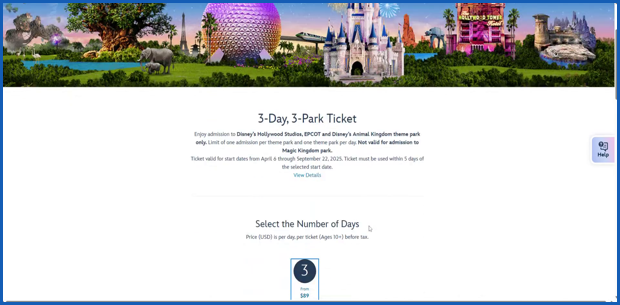 HOLLYWOOD TOWER
3-Day, 3-Park Ticket
Enjoy admission to Disney's Hollywood Studios, EPCOT and Disney's Animal Kingdom theme park
only. Limit of one admission per theme park and one theme park per day. Not valid for admission to
Magic Kingdom park.
Ticket valid for start dates from April 6 through September 22, 2025. Ticket must be used within 5 days of
the selected start date.
View Details
Help
Select the Number of Days
Price (USD) is per day, per ticket (Ages 10+) before tax.
3
from
$89